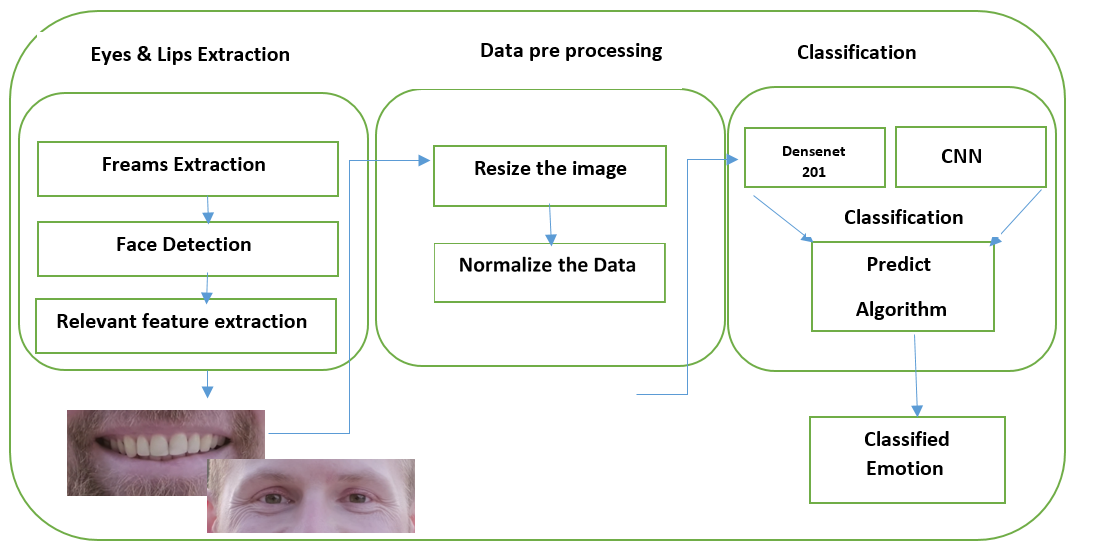 Eyes & Lips Extraction
Freams Extraction
Face Detection
Relevant feature extraction
Data pre processing
Resize the image
Normalize the Data
Classification
Densenet
201
CNN
Classification
Predict
Algorithm
Classified
Emotion